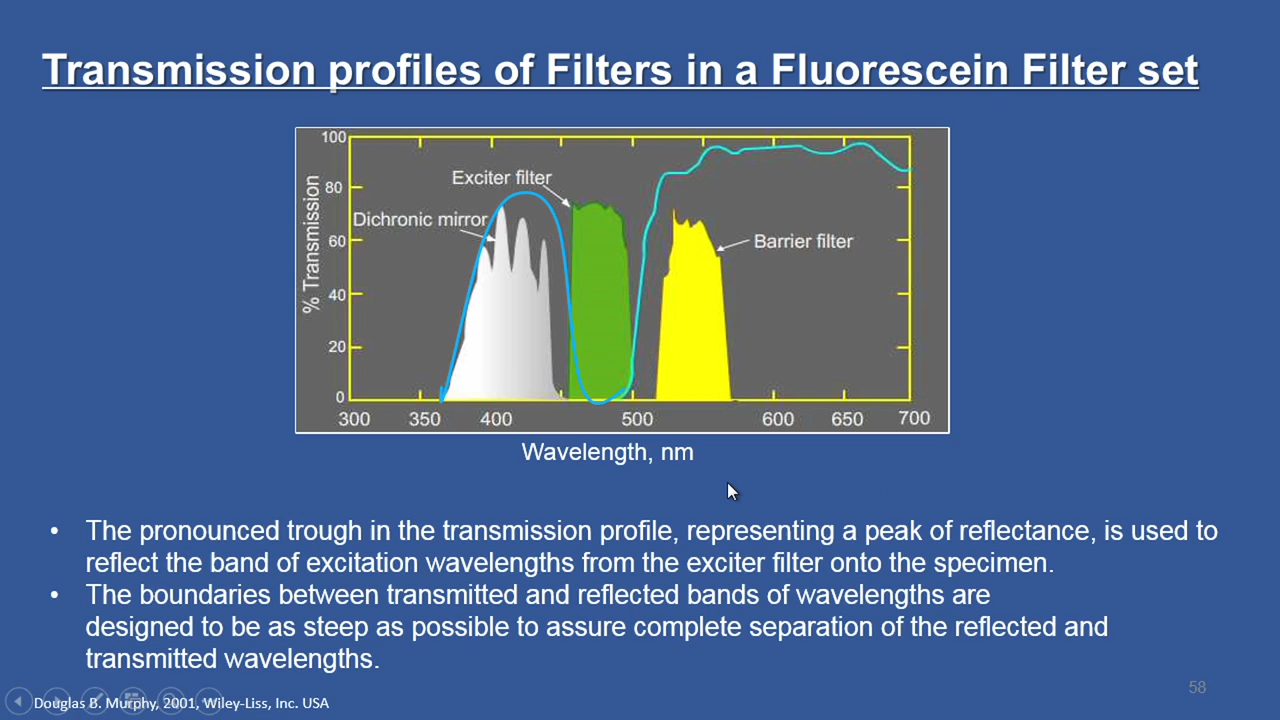 Transmission profiles of Filters in a Fluorescein Filter set
100
80
60
40
20
0
% Transmission
Exciter filter
Dichronic mirror
Barrier filter
300 350 400 500 600 650 700
Wavelength, nm
• The pronounced trough in the transmission profile, representing a peak of reflectance, is used to
reflect the band of excitation wavelengths from the exciter filter onto the specimen.
• The boundaries between transmitted and reflected bands of wavelengths are
designed to be as steep as possible to assure complete separation of the reflected and
transmitted wavelengths.
58
Douglas B. Murphy, 2001, Wiley-Liss, Inc. USA